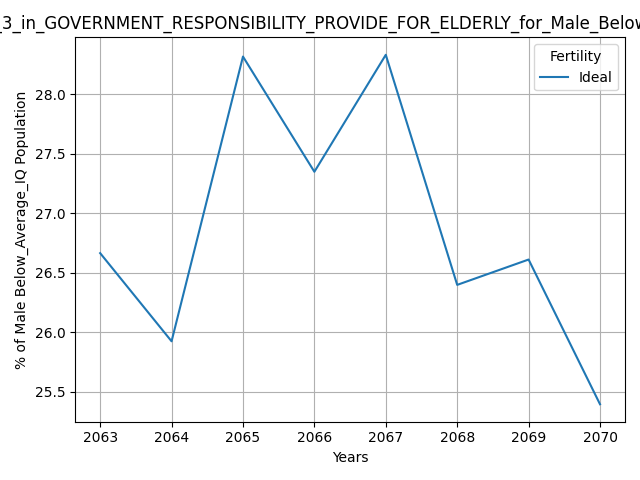 _3_in_GOVERNMENT_RESPONSIBILITY_PROVIDE_FOR_ELDERLY_for_Male_Below
Fertility
Ideal
% of Male Below_Average_IQ Population
28.0
27.5
27.0
26.5
26.0
25.5
2063 2064 2065 2066 2067 2068 2069 2070
Years